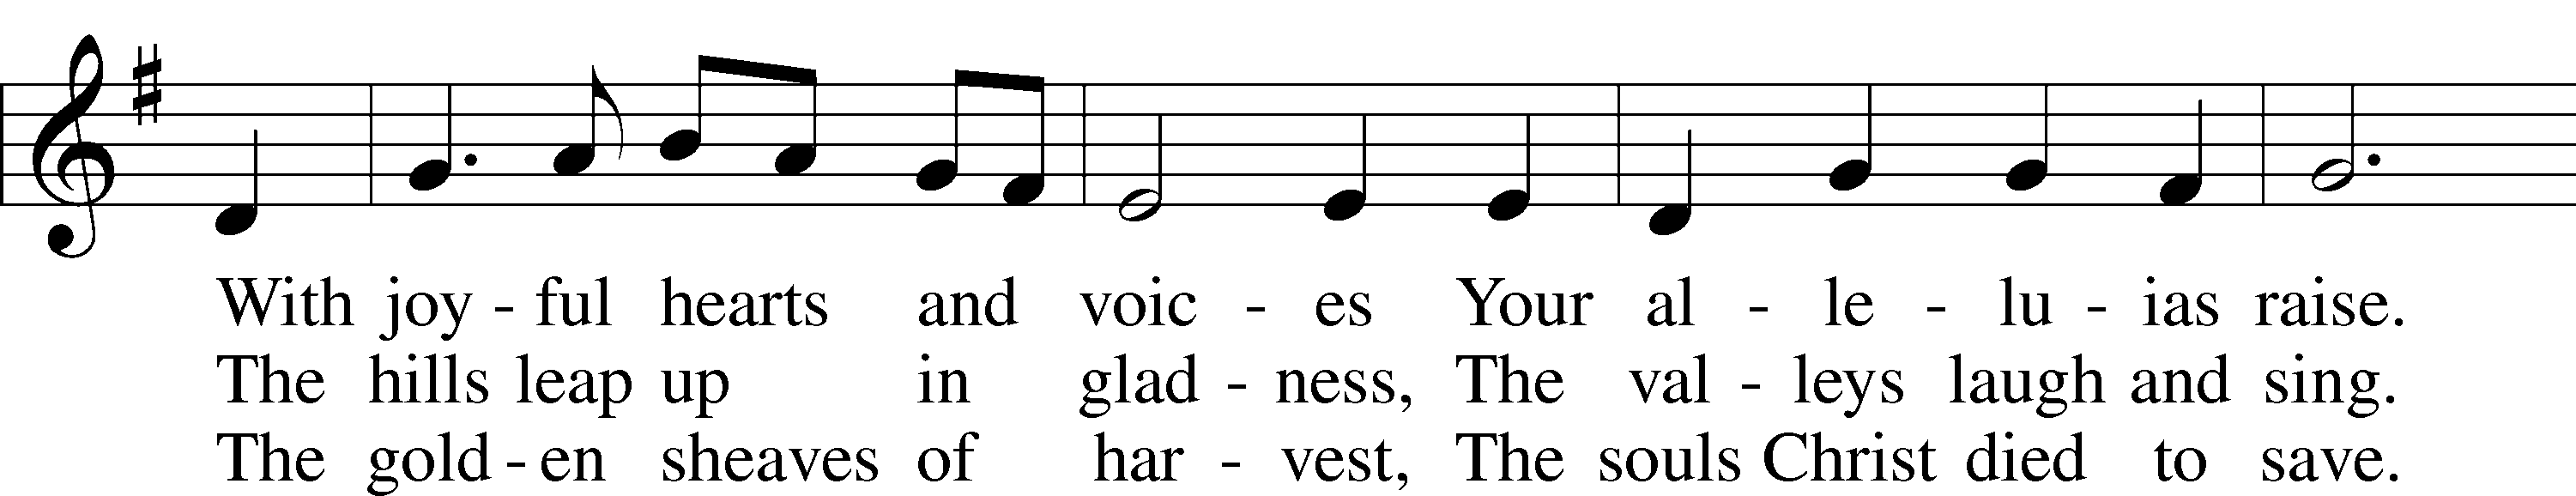 With joy - ful hearts and voic - es Your al - le - lu - ias raise.
The hills leap up in glad - ness, The val - leys laugh and sing.
The gold - en sheaves of har - vest, The souls Christ died to save.